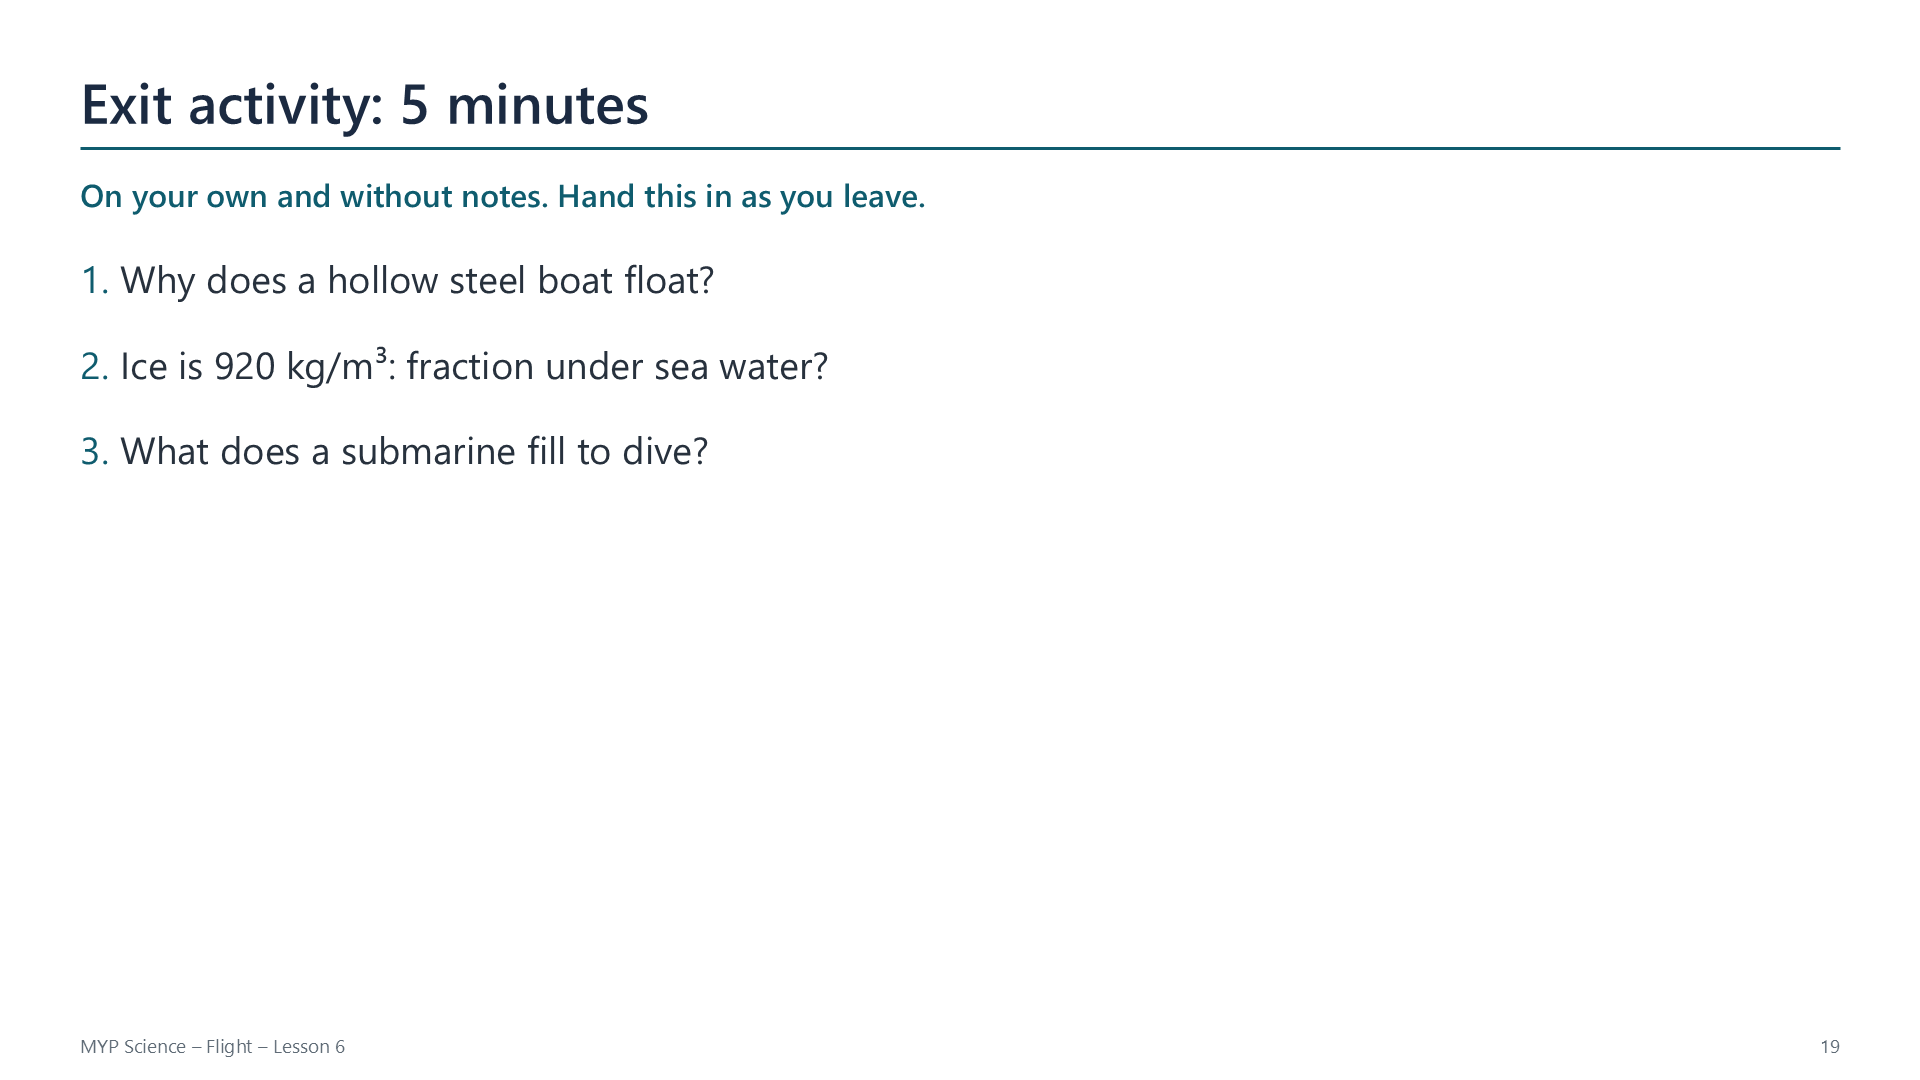 Exit activity: 5 minutes
On your own and without notes. Hand this in as you leave.
1. Why does a hollow steel boat float?
2. Ice is 920 kg/m³: fraction under sea water?
3. What does a submarine fill to dive?
MYP Science – Flight – Lesson 6
19